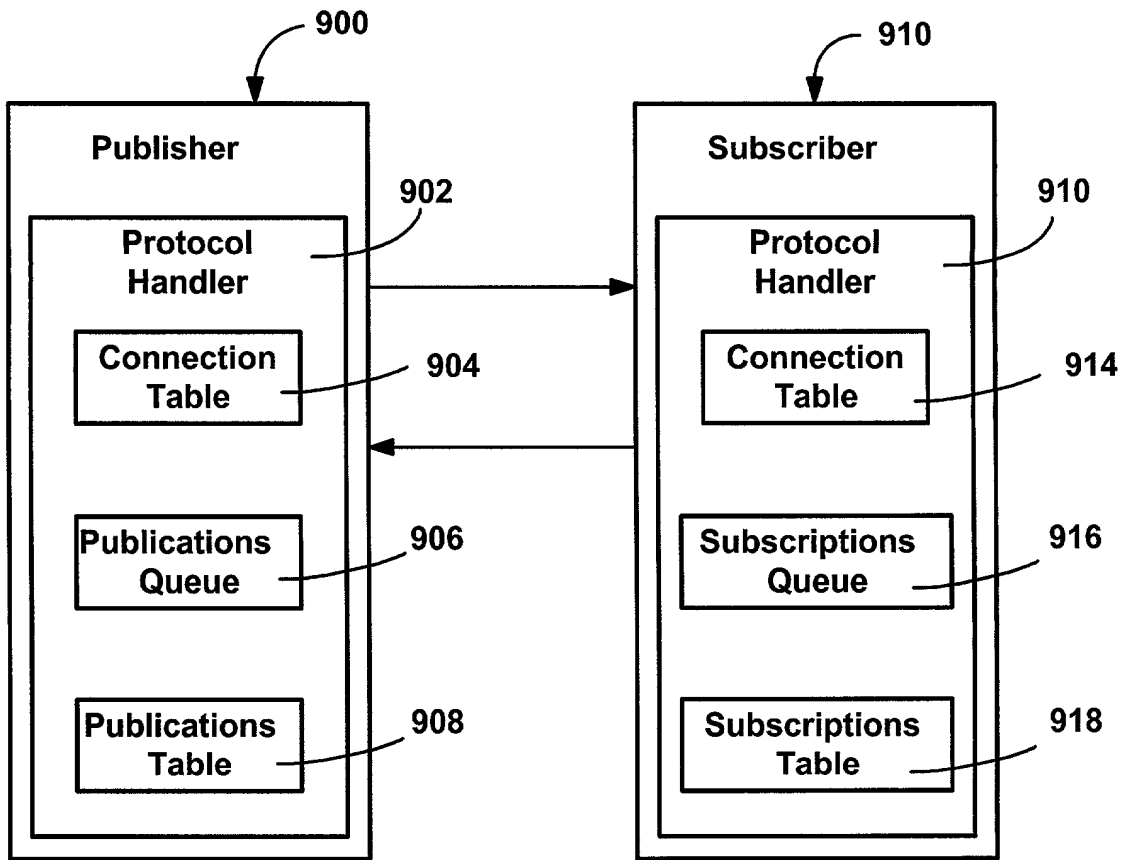 900
910
Publisher
Subscriber
902
910
Protocol
Handler
Protocol
Handler
Connection
Table
904
Connection
Table
914
Publications
Queue
906
Subscriptions
Queue
916
Publications
Table
908
Subscriptions
Table
918